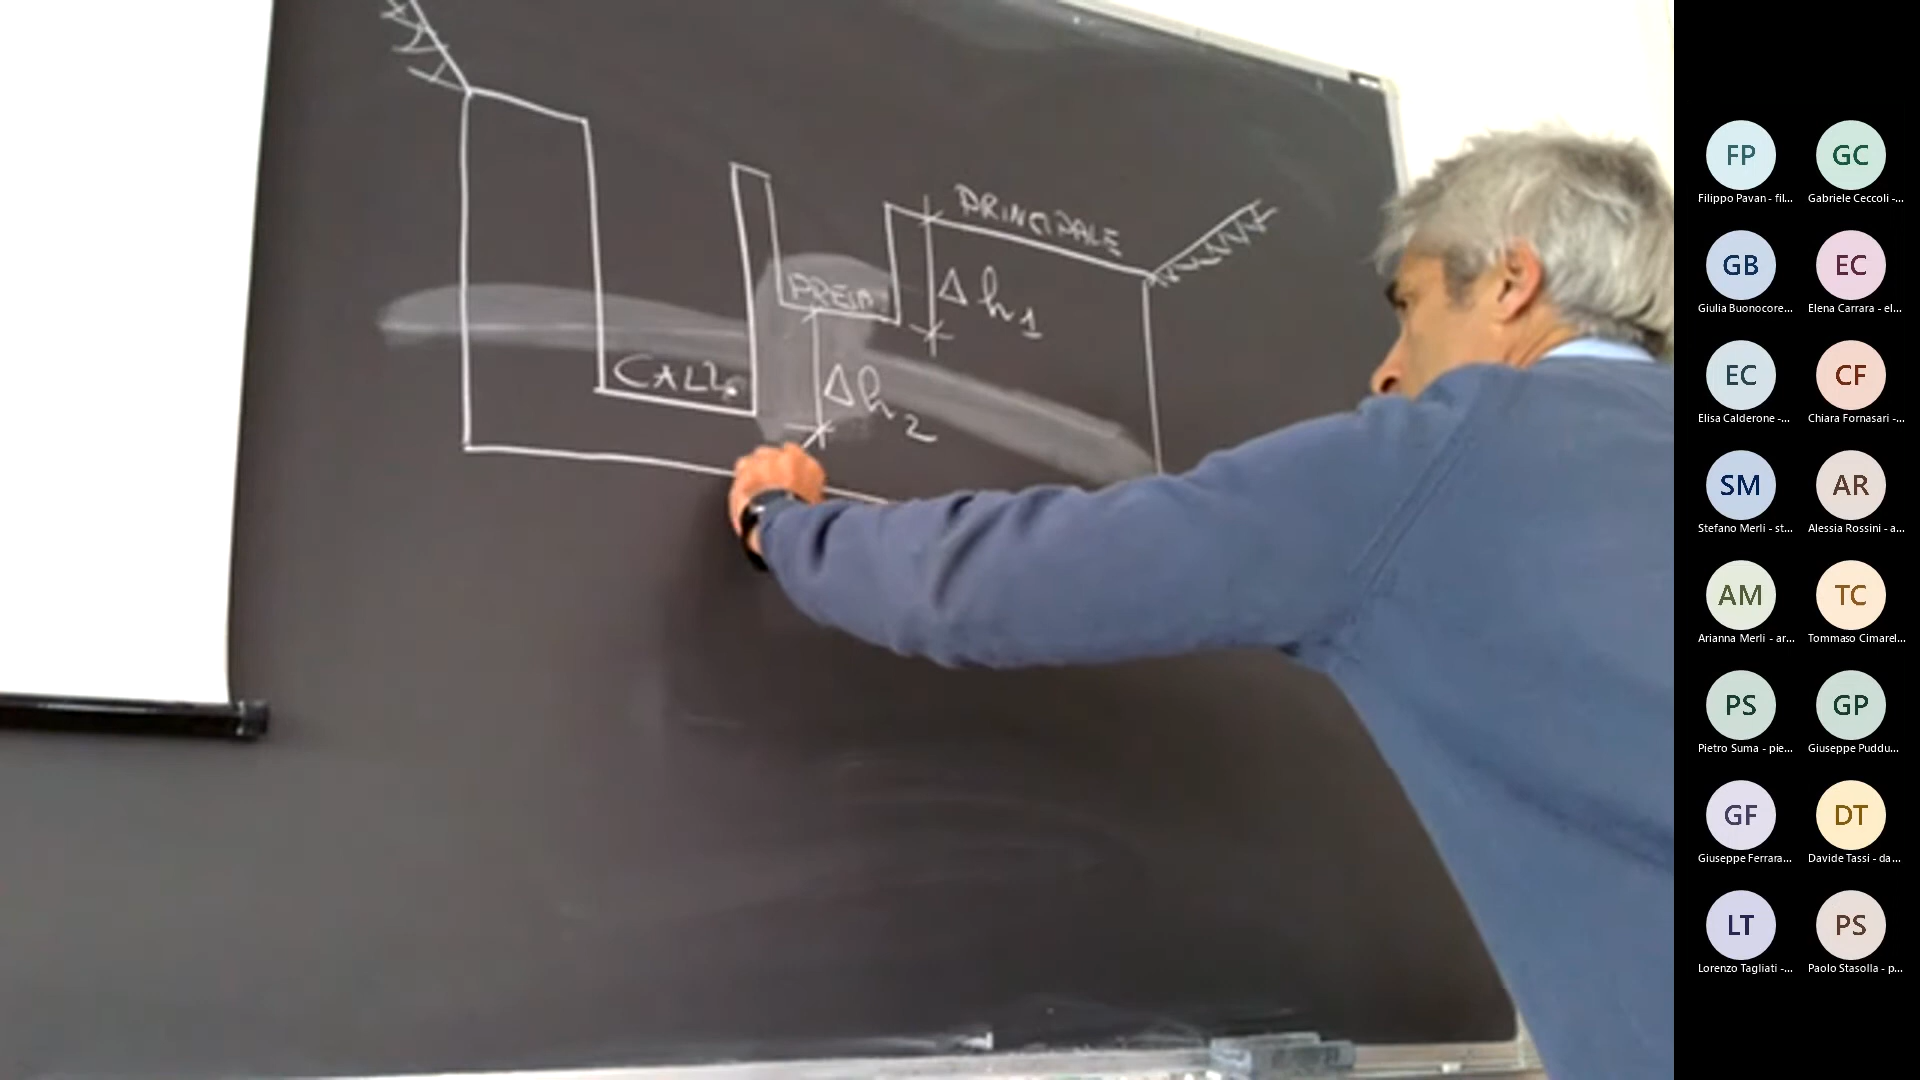 PRINCIPALE
Δh1
CALZ.
Δh2
FP
Filippo Pavan - fil...
GC
Gabriele Ceccoli -...
GB
Giulia Buonocore...
EC
Elena Carrara - el...
EC
Elisa Calderone -...
CF
Chiara Fornasari -...
SM
Stefano Merli - st...
AR
Alessia Rossini - a...
AM
Arianna Merli - ar...
TC
Tommaso Cimarel...
PS
Pietro Suma - pie...
GP
Giuseppe Puddu...
GF
Giuseppe Ferrara...
DT
Davide Tassi - da...
LT
Lorenzo Tagliati -...
PS
Paolo Stasolla - p...